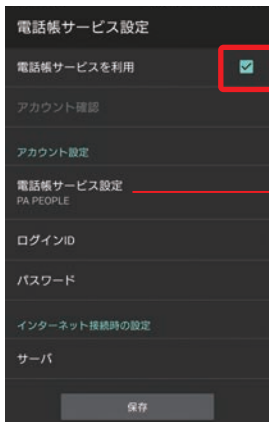 電話帳サービス設定
電話帳サービスを利用
アカウント確認
アカウント設定
電話帳サービス設定
PA PEOPLE
ログインID
パスワード
インターネット接続時の設定
サーバ
保存